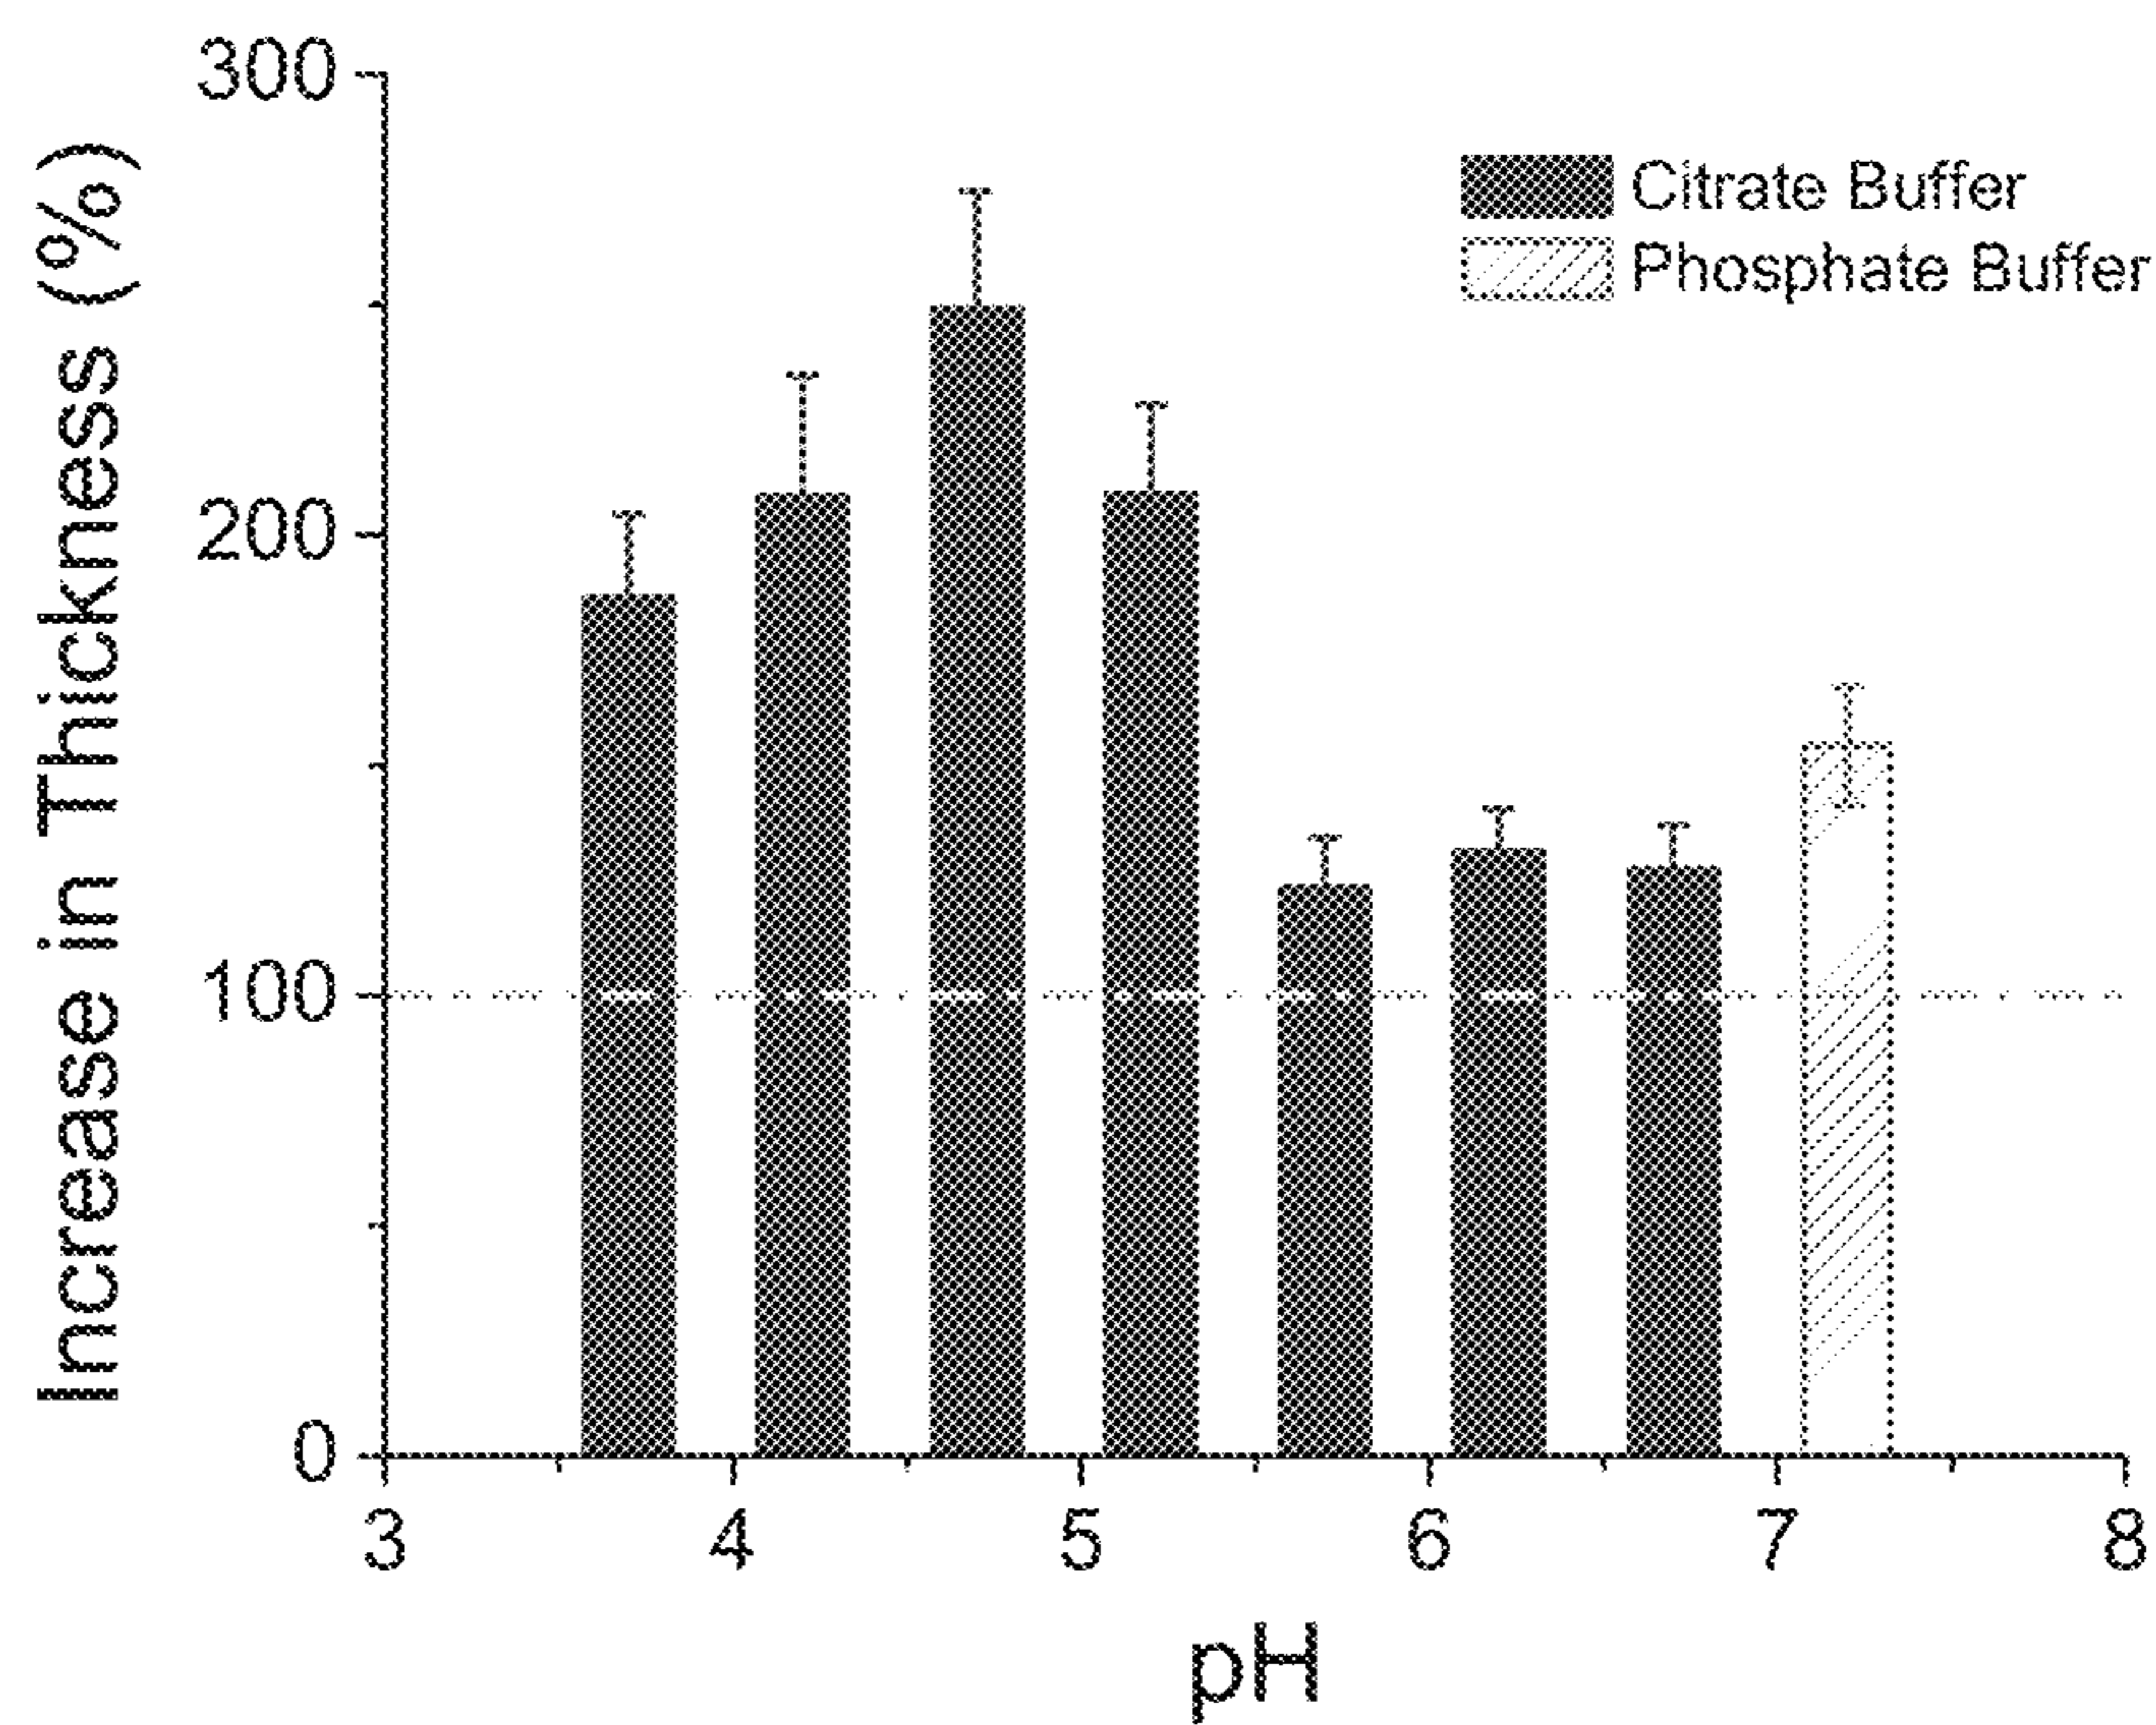 Increase in Thickness (%)
300
200
100
0
Citrate Buffer
Phosphate Buffer
3 4 5 6 7 8
pH